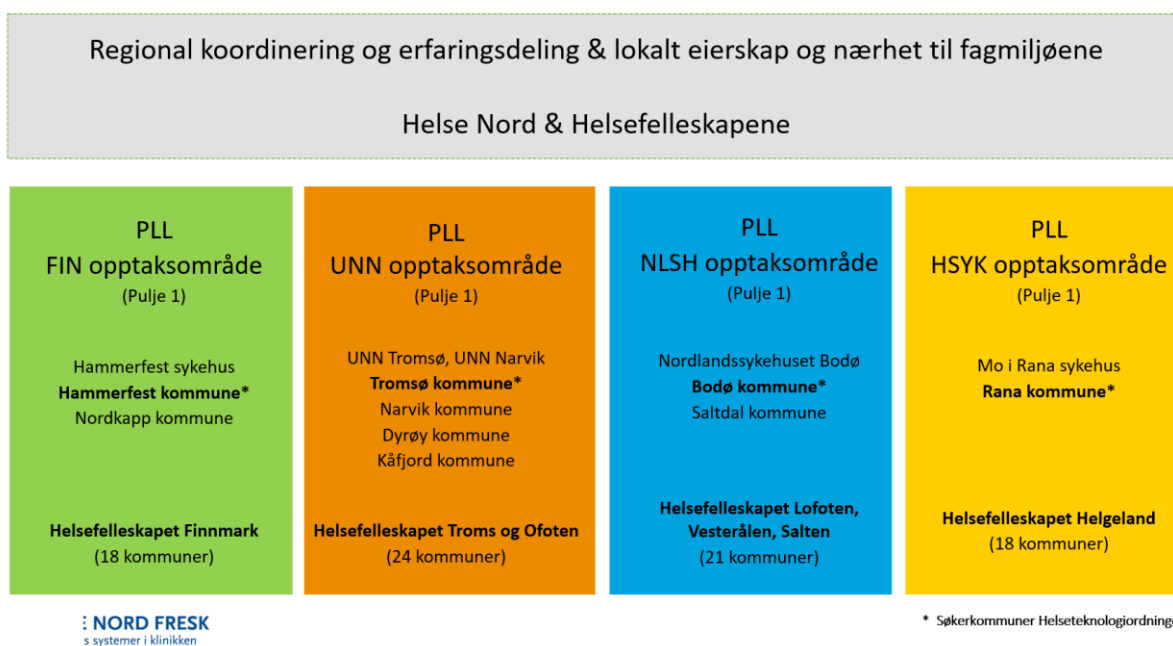 Regional koordinering og erfaringsdeling & lokalt eierskap og nærhet til fagmiljøene
Helse Nord & Helsefelleskapene
PLL
FIN opptaksområde
(Pulje 1)
Hammerfest sykehus
Hammerfest kommune*
Nordkapp kommune
Helsefelleskapet Finnmark
(18 kommuner)
PLL
UNN opptaksområde
(Pulje 1)
UNN Tromsø, UNN Narvik
Tromsø kommune*
Narvik kommune
Dyrøy kommune
Kåfjord kommune
Helsefelleskapet Troms og Ofoten
(24 kommuner)
PLL
NLSH opptaksområde
(Pulje 1)
Nordlandssykehuset Bodø
Bodø kommune*
Saltdal kommune
Helsefelleskapet Lofoten,
Vesterålen, Salten
(21 kommuner)
PLL
HSYK opptaksområde
(Pulje 1)
Mo i Rana sykehus
Rana kommune*
Helsefelleskapet Helgeland
(18 kommuner)
NORD FRESK
s systemer i klinikken
* Søkerkommuner